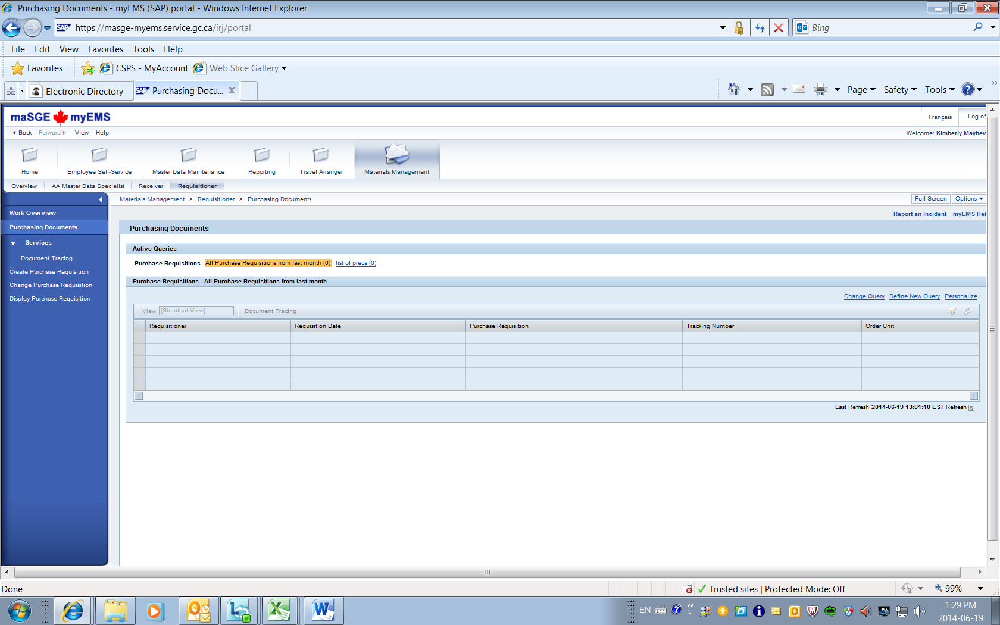 Purchasing Documents - myEMS (SAP) portal - Windows Internet Explorer
SAP https://masge-myems.service.gc.ca/irj/portal
Bing
File Edit View Favorites Tools Help
Favorites CSPS - MyAccount Web Slice Gallery
Electronic Directory SAP Purchasing Docu...
Page Safety Tools
maSGE myEMS
Français Log of
Back Forward View Help
Welcome: Kimberly Mayhew
Home Employee Self-Service Master Data Maintenance Reporting Travel Arranger Materials Management
Overview AA Master Data Specialist Receiver Requisitioner
Materials Management > Requisitioner > Purchasing Documents
Full Screen Options
Report an Incident myEMS Hel
Work Overview
Purchasing Documents
Services
Document Tracing
Create Purchase Requisition
Change Purchase Requisition
Display Purchase Requisition
Purchasing Documents
Active Queries
Purchase Requisitions All Purchase Requisitions from last month (0) list of preqs (0)
Purchase Requisitions - All Purchase Requisitions from last month
Change Query Define New Query Personalize
View: [Standard View] Document Tracing
Requisitioner Requisition Date Purchase Requisition Tracking Number Order Unit
Last Refresh 2014-06-19 13:01:10 EST Refresh
Done
Trusted sites | Protected Mode: Off
99%
EN
1:29 PM
2014-06-19